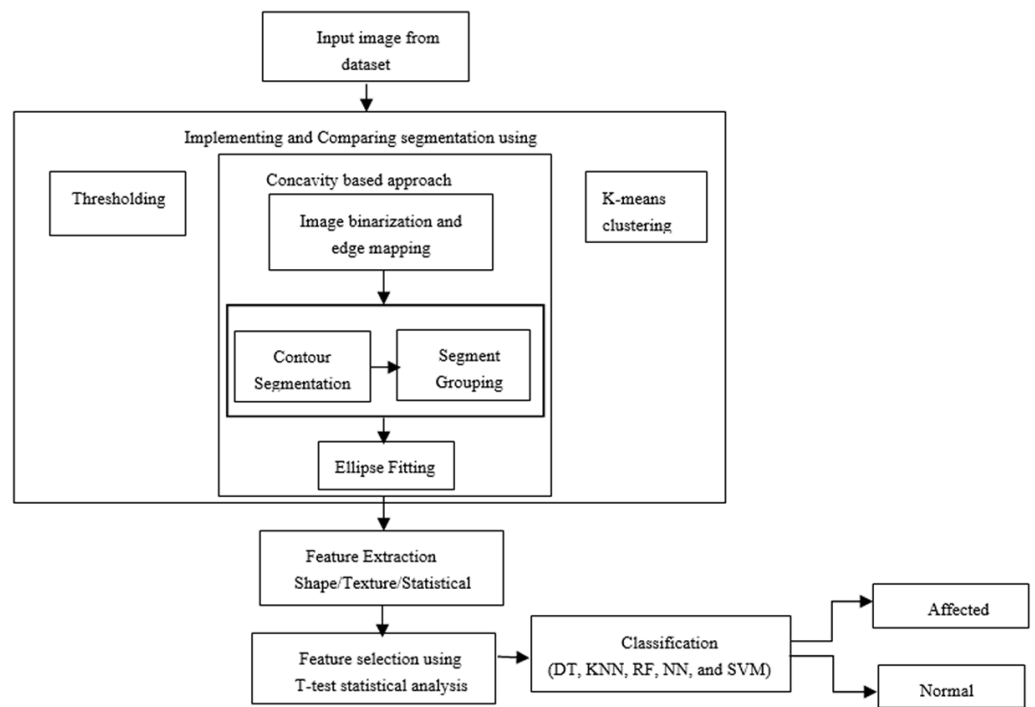 Input image from
dataset
Implementing and Comparing segmentation using
Thresholding
Concavity based approach
Image binarization and
edge mapping
Contour
Segmentation
Segment
Grouping
Ellipse Fitting
K-means
clustering
Feature Extraction
Shape/Texture/Statistical
Feature selection using
T-test statistical analysis
Classification
(DT, KNN, RF, NN, and SVM)
Affected
Normal